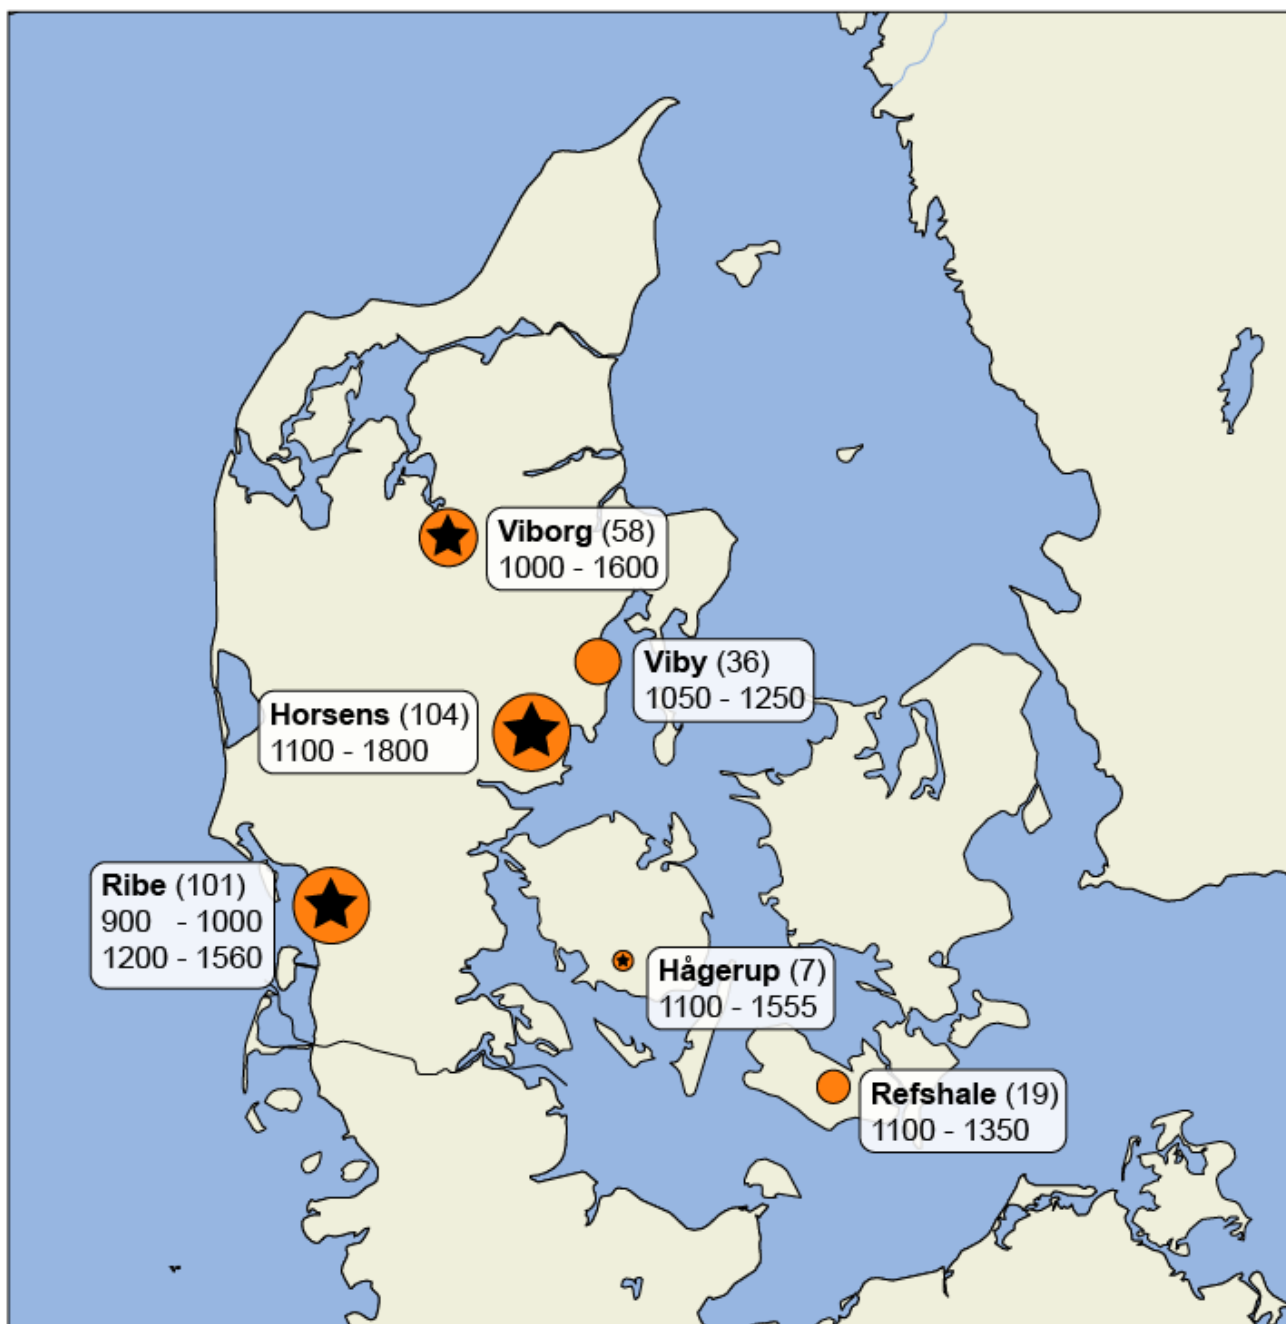 Viborg (58)
1000 - 1600
Viby (36)
1050 - 1250
Horsens (104)
1100 - 1800
Ribe (101)
900 - 1000
1200 - 1560
Hågerup (7)
1100 - 1555
Refshale (19)
1100 - 1350